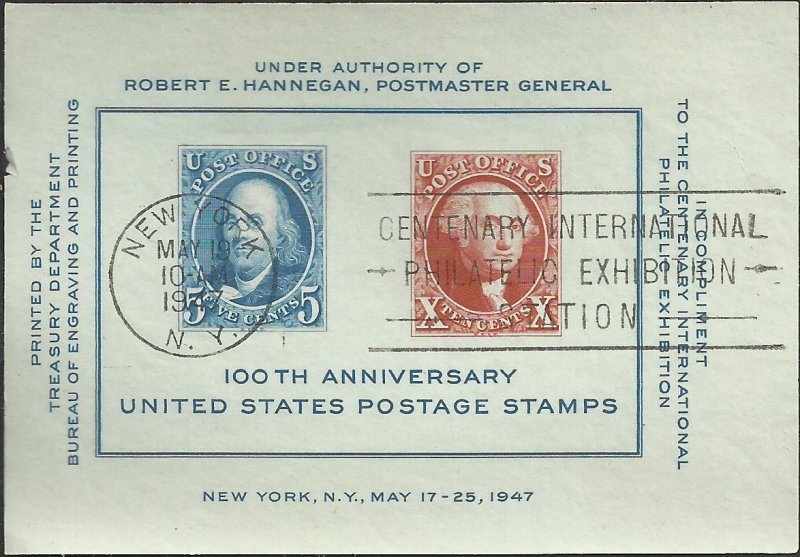 UNDER AUTHORITY OF
ROBERT E. HANNEGAN, POSTMASTER GENERAL
PRINTED BY THE
TREASURY DEPARTMENT
BUREAU OF ENGRAVING AND PRINTING
U S
POST OFFICE
5 FIVE CENTS 5
U S
POST OFFICE
X TEN CENTS X
NEW YORK
MAY 19
10-AM
1947
N. Y.
CENTENARY INTERNATIONAL
PHILATELIC EXHIBITION
STATION
100TH ANNIVERSARY
UNITED STATES POSTAGE STAMPS
IN COMPLIMENT
TO THE CENTENARY INTERNATIONAL
PHILATELIC EXHIBITION
NEW YORK, N.Y., MAY 17-25, 1947